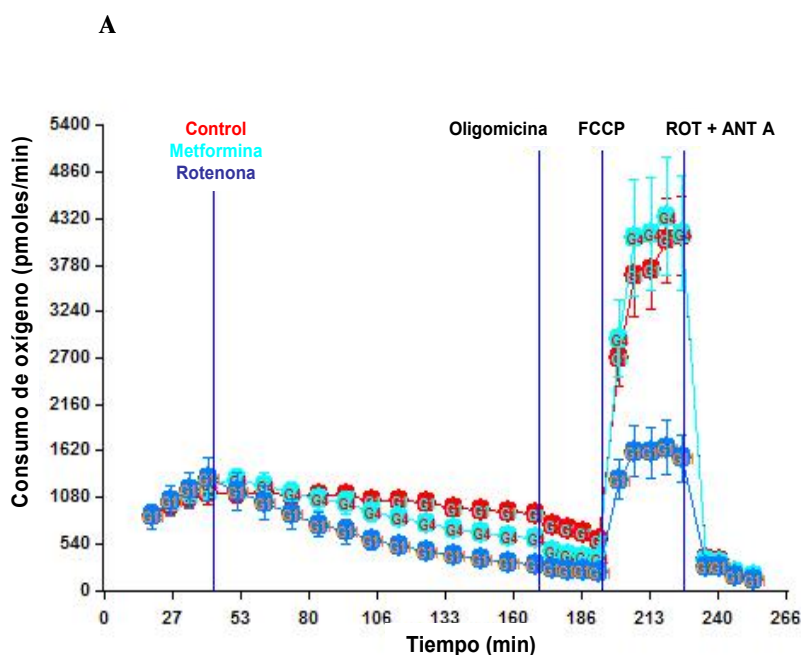 A
5400
Control
Oligomicina
FCCP
ROT + ANT A
Metformina
Rotenona
4860
4320
3780
3240
2700
2160
1620
1080
540
0
Consumo de oxígeno (pmoles/min)
0
27
53
80
106
133
160
186
213
240
266
Tiempo (min)